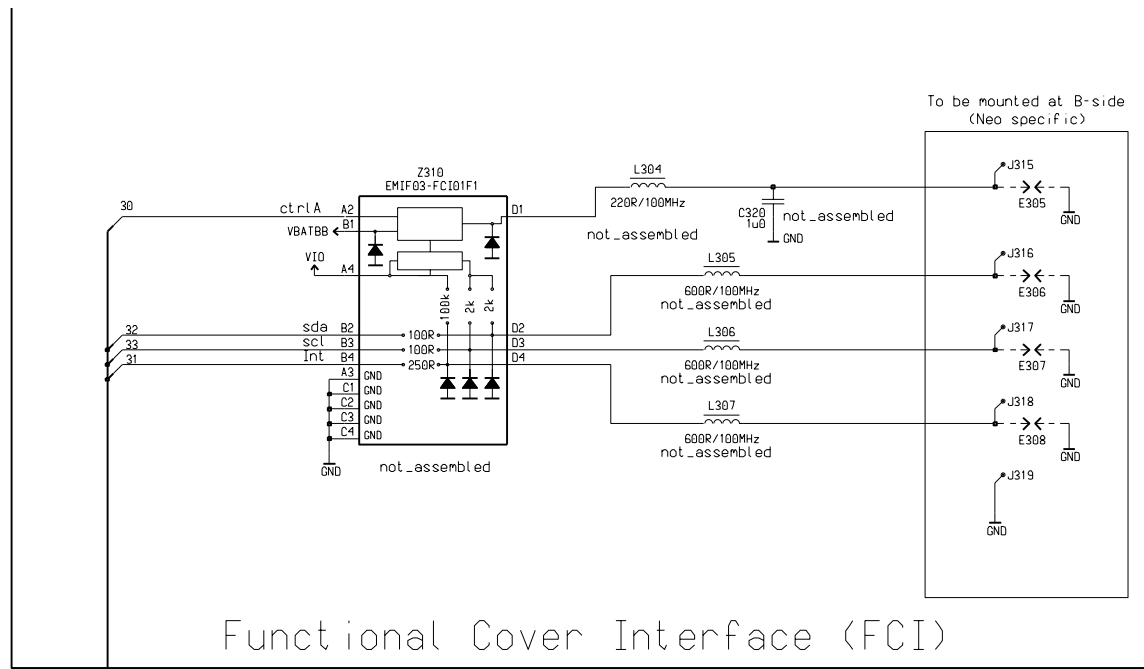 To be mounted at B-side
(Neo specific)
Z310
EMIF03-FCI01F1
L304
220R/100MHz
not_assembled
C320
1u0
not_assembled
GND
J315
E305
GND
30
ctrlA
A2
D1
VBATBB
B1
VIO
A4
100k
2k
2k
L305
600R/100MHz
not_assembled
J316
E306
GND
32
sda
B2
100R
D2
33
scl
B3
100R
D3
31
Int
B4
250R
D4
L306
600R/100MHz
not_assembled
J317
E307
GND
A3
GND
C1
GND
C2
GND
C3
GND
C4
GND
GND
not_assembled
L307
600R/100MHz
not_assembled
J318
E308
GND
J319
GND
Functional Cover Interface (FCI)